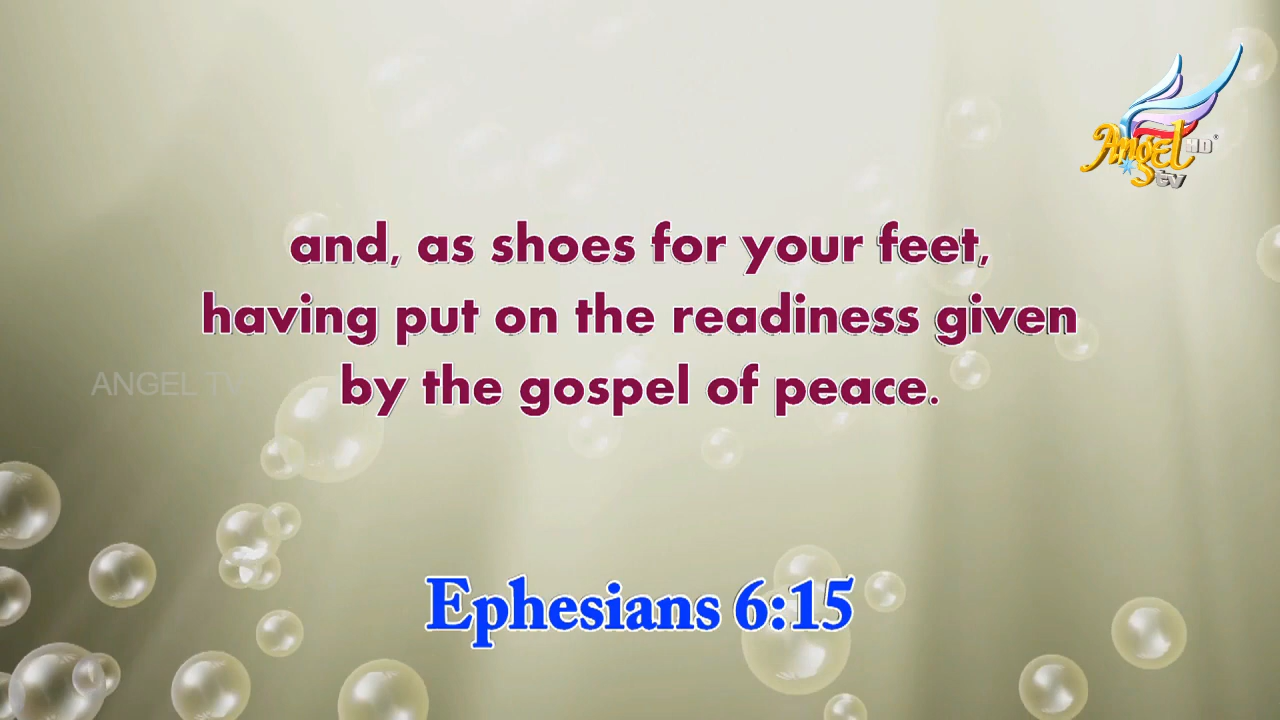 Angel HD
tv
and, as shoes for your feet,
having put on the readiness given
by the gospel of peace.
ANGEL TV
Ephesians 6:15